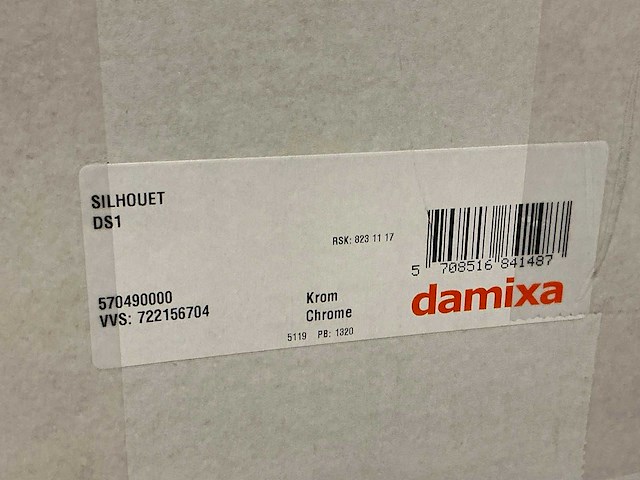 SILHOUET
DS1
RSK: 823 11 17
5 708516 841487
570490000
VVS: 722156704
Krom
Chrome
damixa
5119 PB: 1320